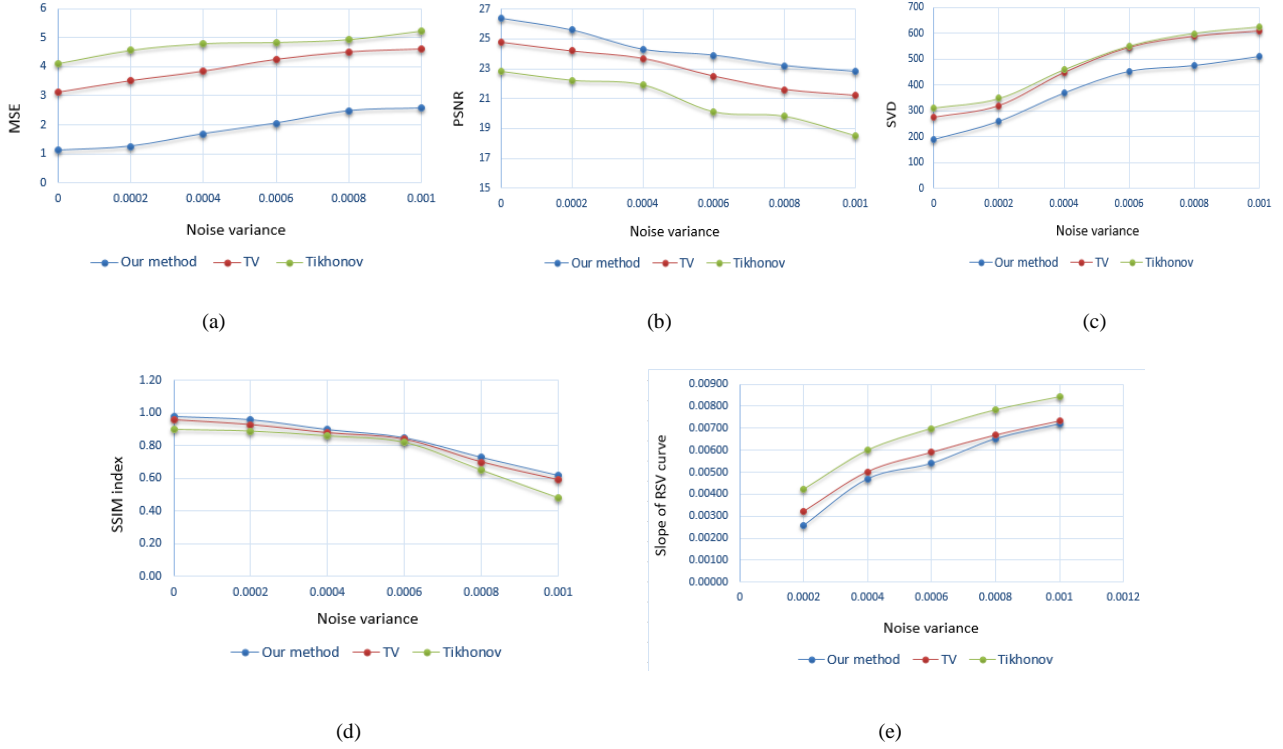 MSE
6
5
4
3
2
1
0
0 0.0002 0.0004 0.0006 0.0008 0.001
Noise variance
Our method TV Tikhonov
(a)
PSNR
27
25
23
21
19
17
15
0 0.0002 0.0004 0.0006 0.0008 0.001
Noise variance
Our method TV Tikhonov
(b)
SVD
700
600
500
400
300
200
100
0
0 0.0002 0.0004 0.0006 0.0008 0.001
Noise variance
Our method TV Tikhonov
(c)
SSIM index
1.20
1.00
0.80
0.60
0.40
0.20
0.00
0 0.0002 0.0004 0.0006 0.0008 0.001
Noise variance
Our method TV Tikhonov
(d)
Slope of RSV curve
0.00900
0.00800
0.00700
0.00600
0.00500
0.00400
0.00300
0.00200
0.00100
0.00000
0 0.0002 0.0004 0.0006 0.0008 0.001 0.0012
Noise variance
Our method TV Tikhonov
(e)